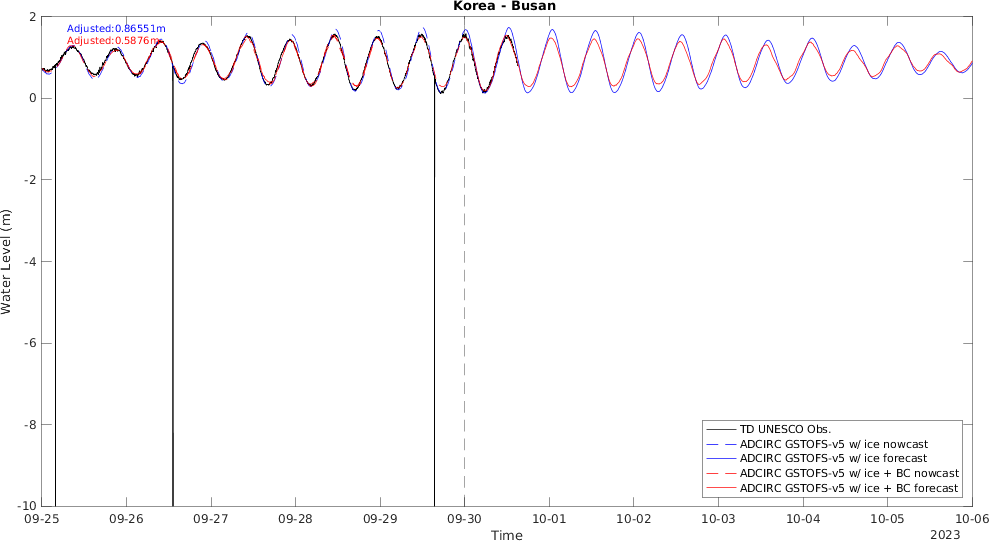 Korea - Busan
Adjusted:0.86551m
Adjusted:0.5876m
2
0
-2
-4
-6
-8
-10
Water Level (m)
09-25
09-26
09-27
09-28
09-29
09-30
10-01
10-02
10-03
10-04
10-05
10-06
Time
2023
TD UNESCO Obs.
ADCIRC GSTOFS-v5 w/ ice nowcast
ADCIRC GSTOFS-v5 w/ ice forecast
ADCIRC GSTOFS-v5 w/ ice + BC nowcast
ADCIRC GSTOFS-v5 w/ ice + BC forecast